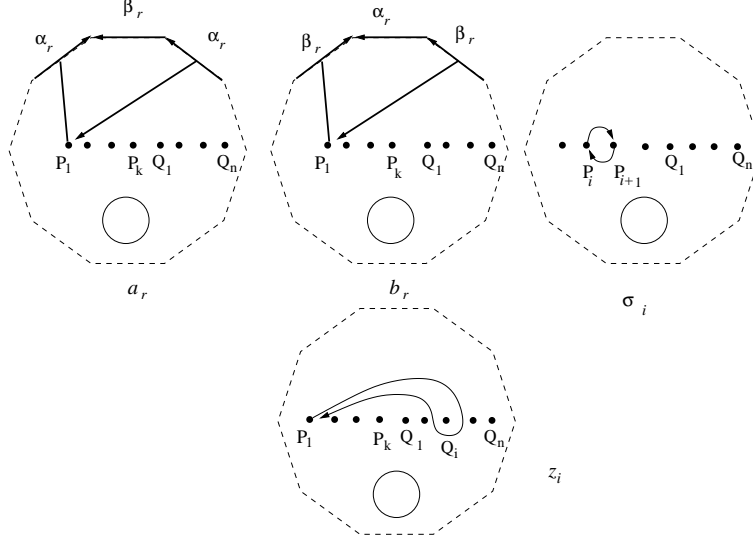 β_r
α_r α_r
P_1 P_k Q_1 Q_n
a_r
α_r
β_r β_r
P_1 P_k Q_1 Q_n
b_r
P_i P_{i+1} Q_1 Q_n
σ_i
P_1 P_k Q_1 Q_i Q_n
z_i